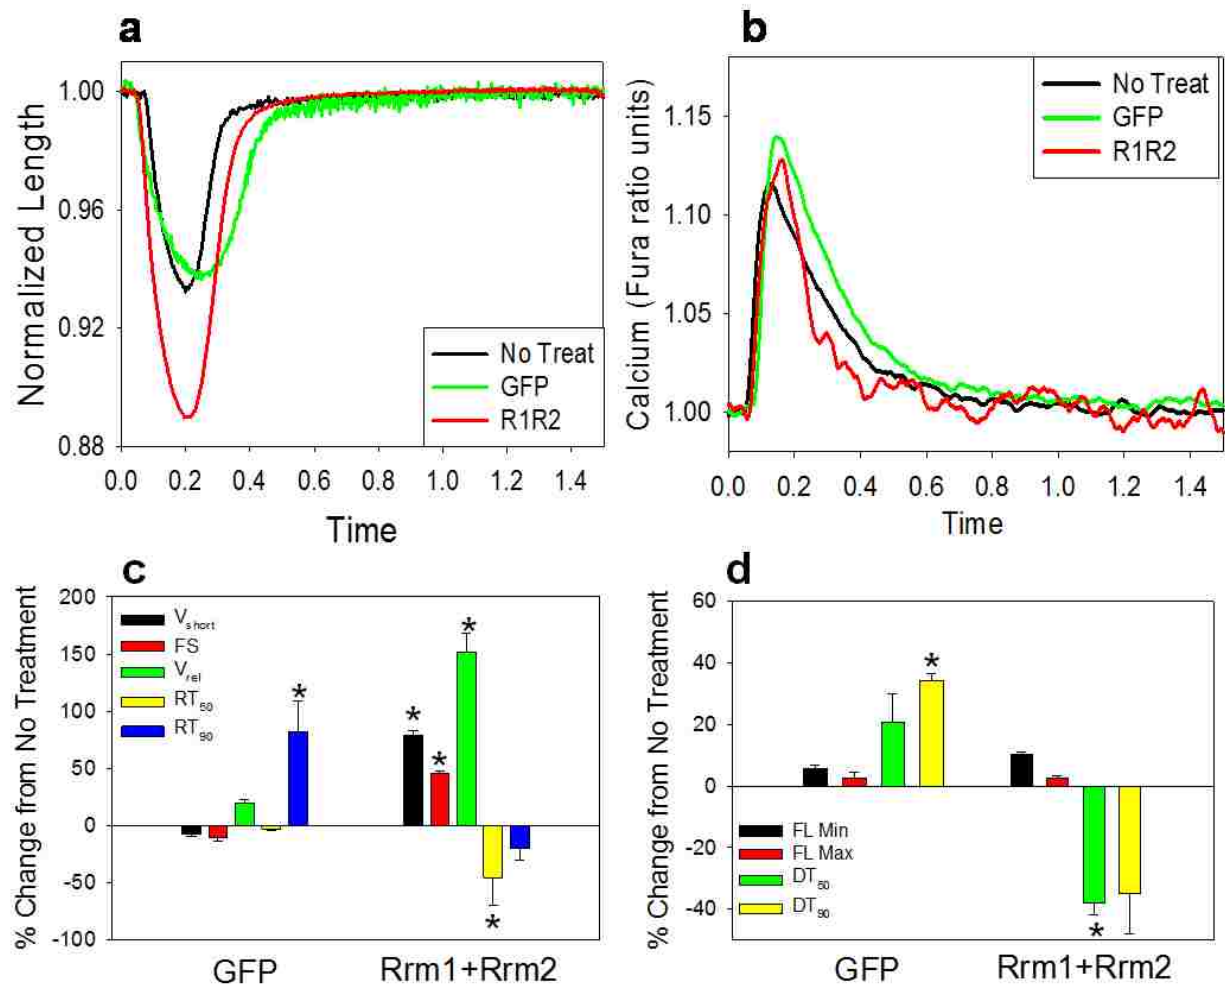 a
1.00
0.96
0.92
0.88
Normalized Length
No Treat
GFP
R1R2
0.0 0.2 0.4 0.6 0.8 1.0 1.2 1.4
Time
b
1.15
1.10
1.05
1.00
Calcium (Fura ratio units)
No Treat
GFP
R1R2
0.0 0.2 0.4 0.6 0.8 1.0 1.2 1.4
Time
c
200
150
100
50
0
-50
-100
% Change from No Treatment
Vshort
FS
Vrel
RT50
RT90
*
*
*
*
*
GFP Rrm1+Rrm2
d
60
40
20
0
-20
-40
% Change from No Treatment
*
FL Min
FL Max
DT50
DT90
*
GFP Rrm1+Rrm2